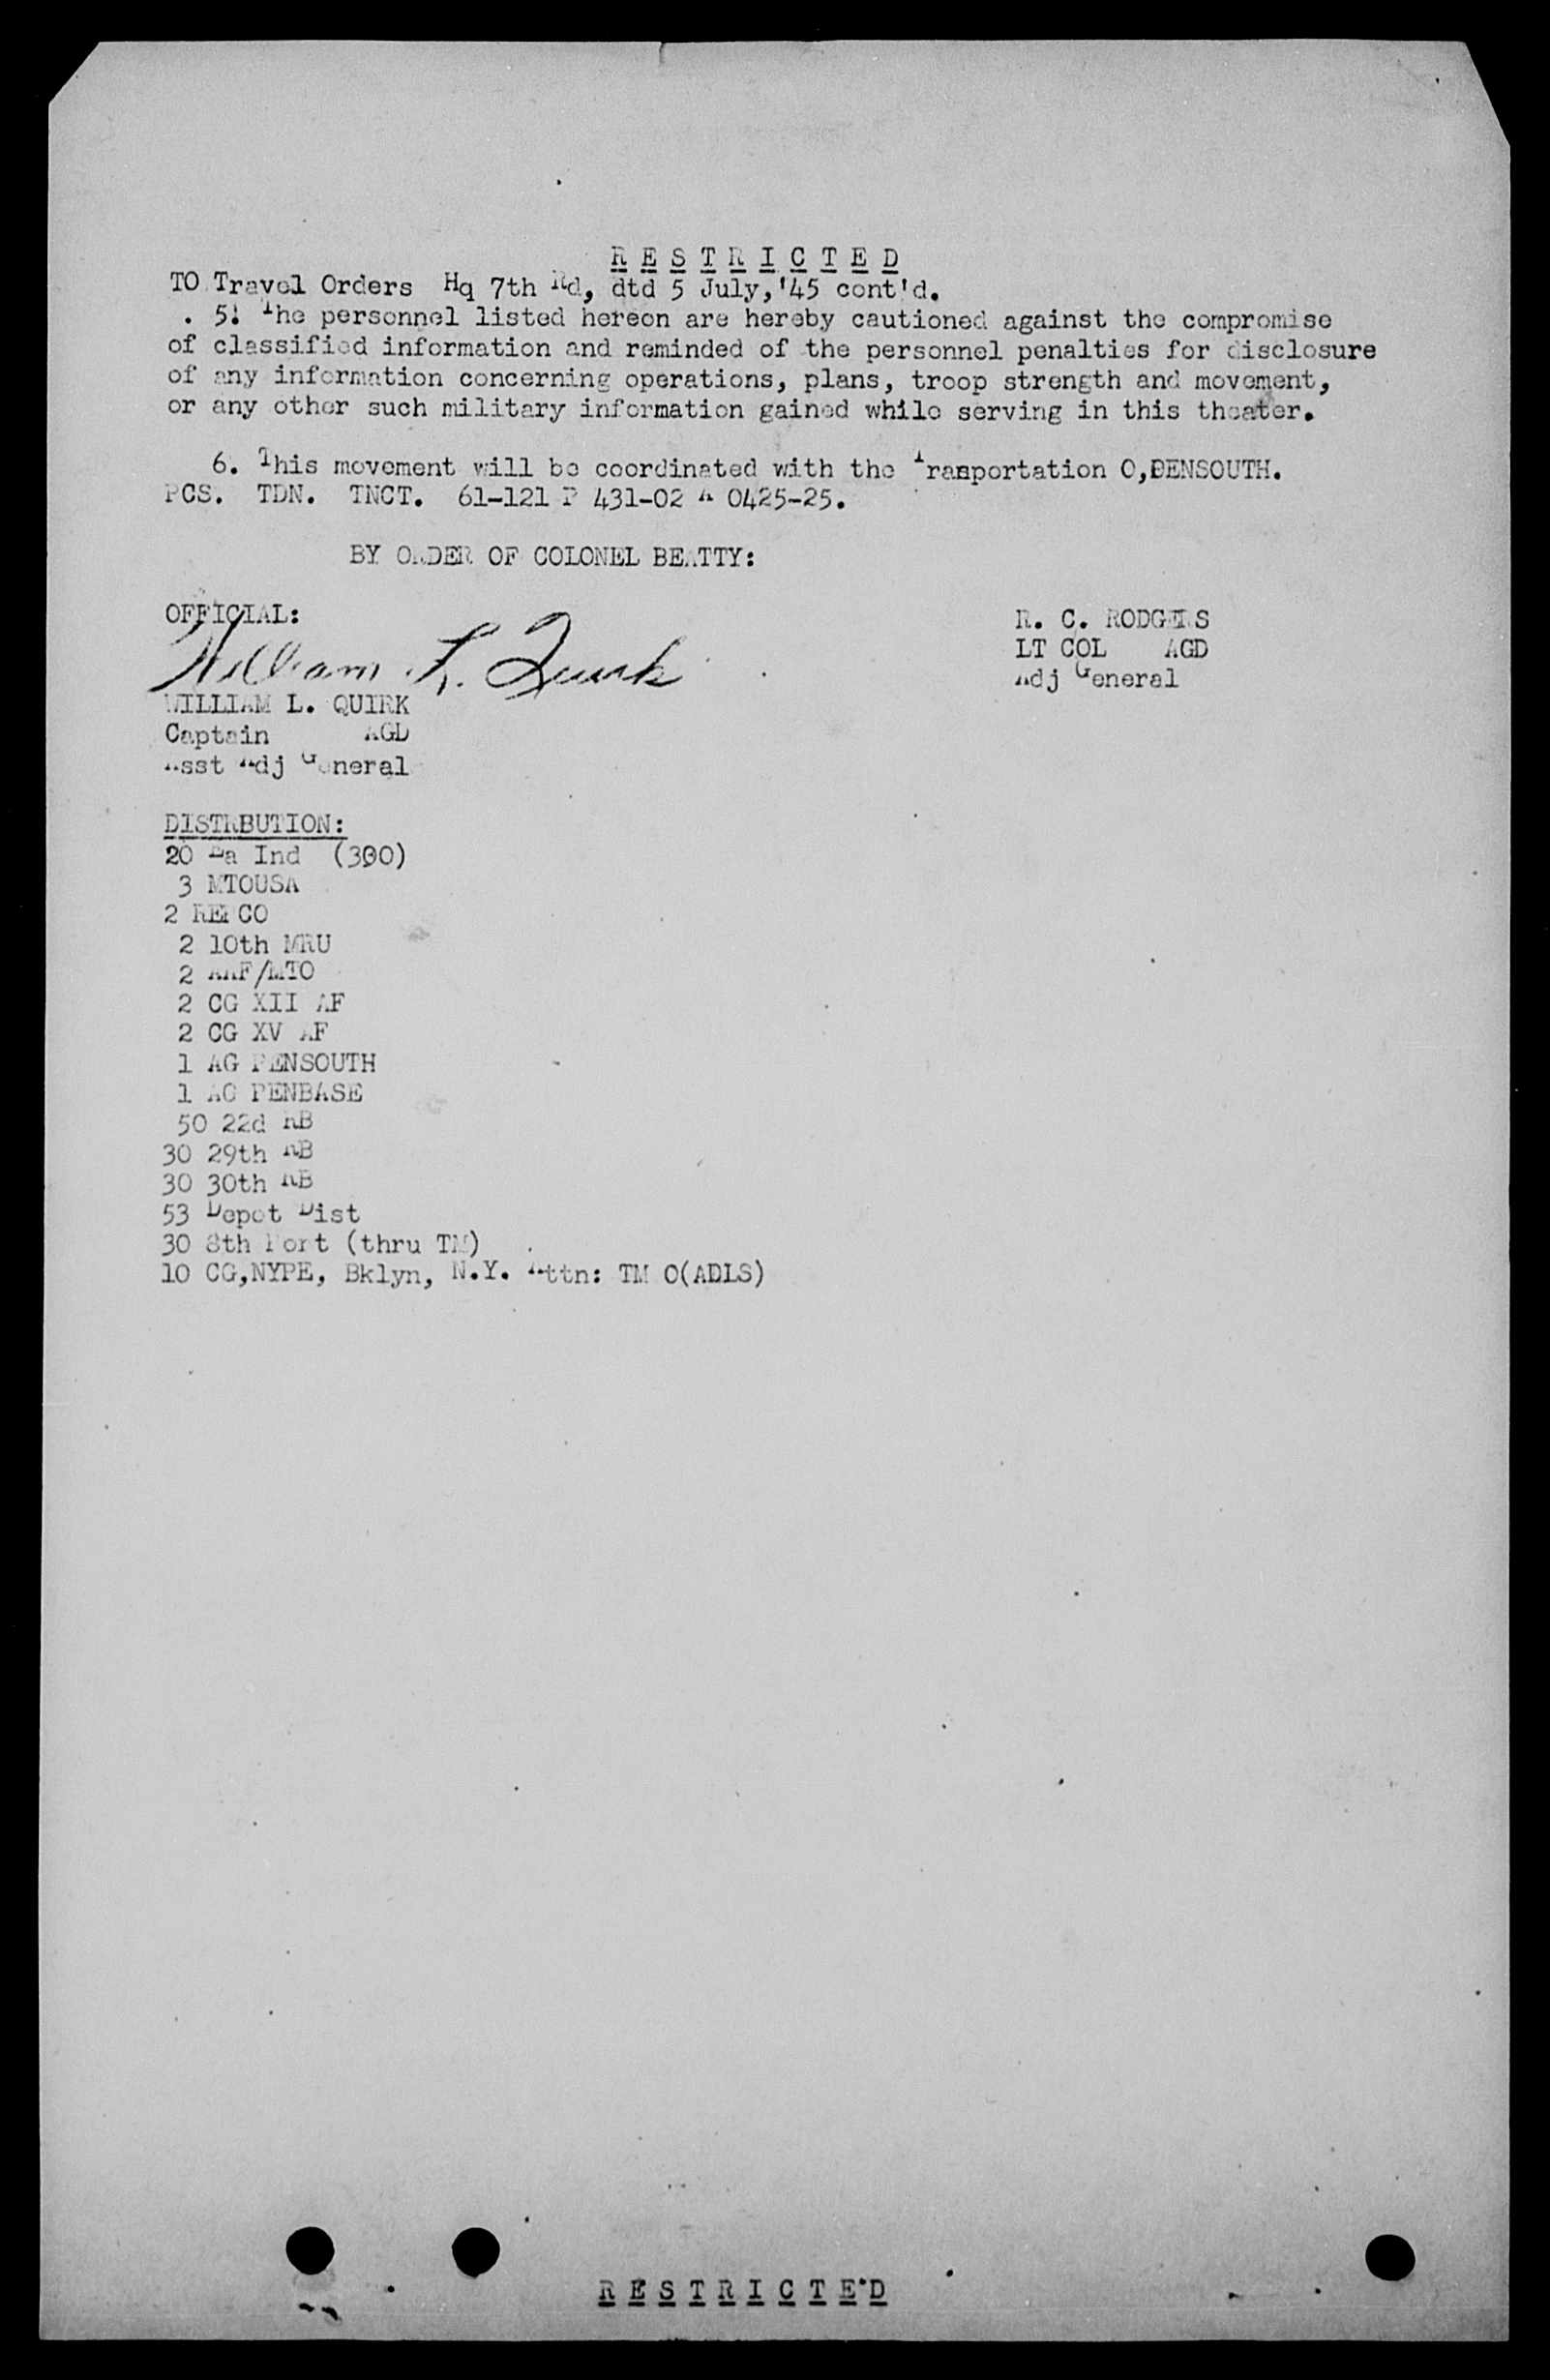 R E S T R I C T E D
TO Travel Orders Hq 7th Rd, dtd 5 July,'45 cont'd.
. 5. The personnel listed hereon are hereby cautioned against the compromise
of classified information and reminded of the personnel penalties for disclosure
of any information concerning operations, plans, troop strength and movement,
or any other such military information gained while serving in this theater.
6. This movement will be coordinated with the Transportation O,PENSOUTH.
PCS. TDN. TNCT. 61-121 P 431-02 A 0425-25.
BY ORDER OF COLONEL BEATTY:
OFFICIAL:
William L. Quirk
WILLIAM L. QUIRK
Captain AGD
Asst Adj General
R. C. RODGERS
LT COL AGD
Adj General
DISTRBUTION:
20 Ea Ind (300)
3 MTOUSA
2 CO
2 10th MRU
2 AAF/MTO
2 CG XII AF
2 CG XV AF
1 AG PENSOUTH
1 AG PENBASE
50 22d RB
30 29th RB
30 30th RB
53 Depot Dist
30 8th Port (thru TM)
10 CG,NYPE, Bklyn, N.Y. Attn: TM O(ADLS)
R E S T R I C T E D